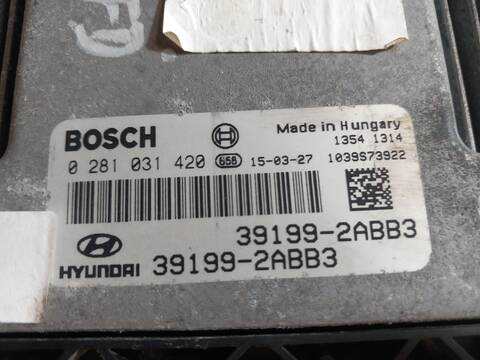 BOSCH
Made in Hungary
1354 1314
0 281 031 420 658 15-03-27 1039S73922
39199-2ABB3
HYUNDAI 39199-2ABB3